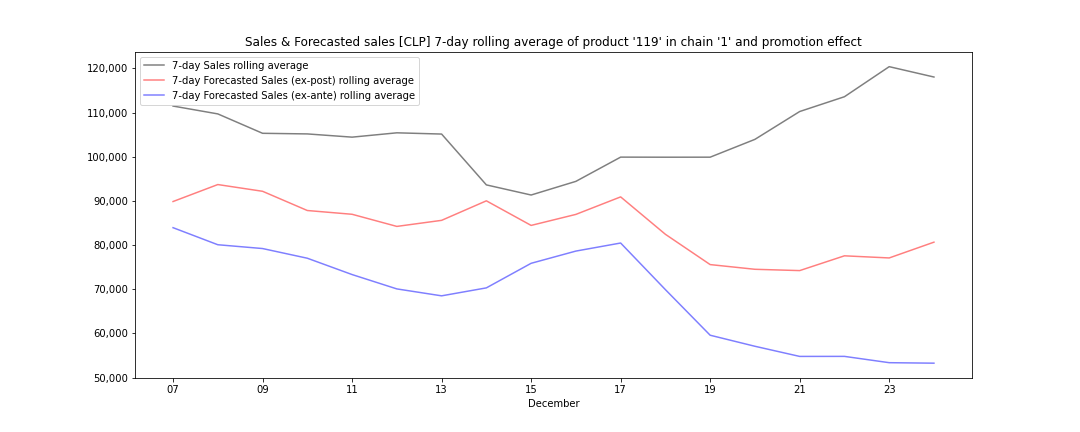 Sales & Forecasted sales [CLP] 7-day rolling average of product '119' in chain '1' and promotion effect
7-day Sales rolling average
7-day Forecasted Sales (ex-post) rolling average
7-day Forecasted Sales (ex-ante) rolling average
120,000
110,000
100,000
90,000
80,000
70,000
60,000
50,000
07 09 11 13 15 17 19 21 23
December